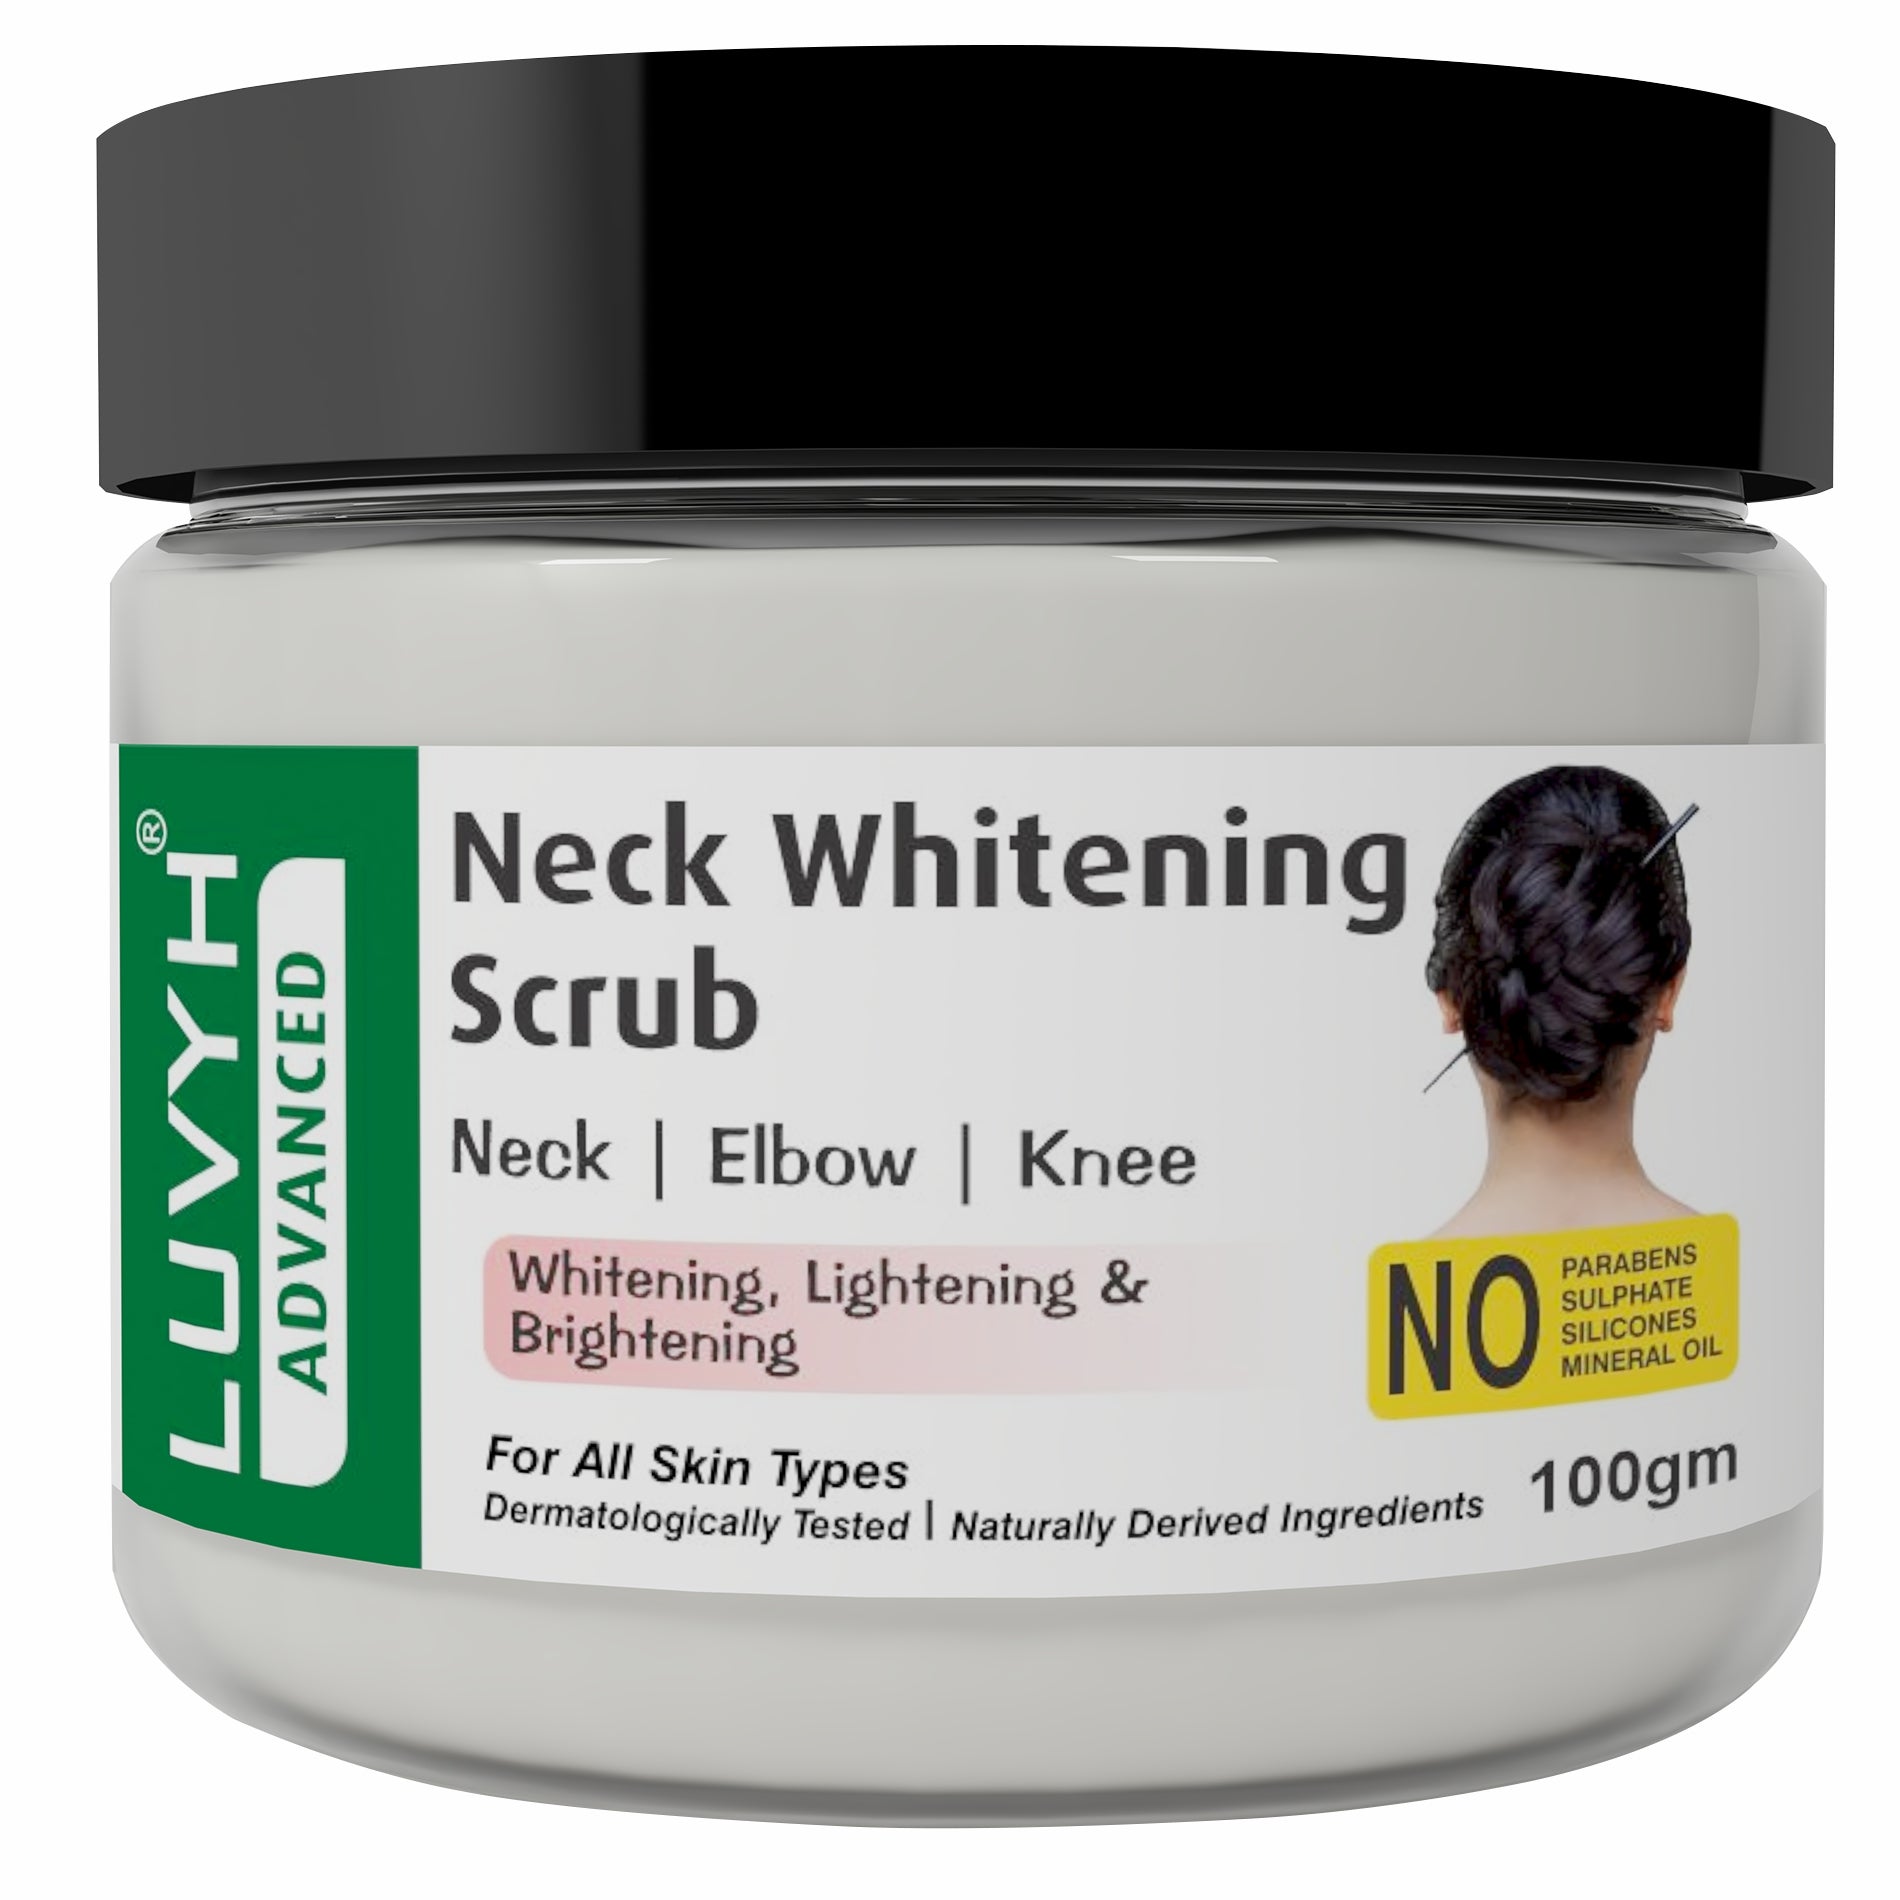 LUVYH®
ADVANCED
Neck Whitening
Scrub
Neck | Elbow | Knee
Whitening, Lightening &
Brightening
NO
PARABENS
SULPHATE
SILICONES
MINERAL OIL
For All Skin Types
Dermatologically Tested | Naturally Derived Ingredients
100gm